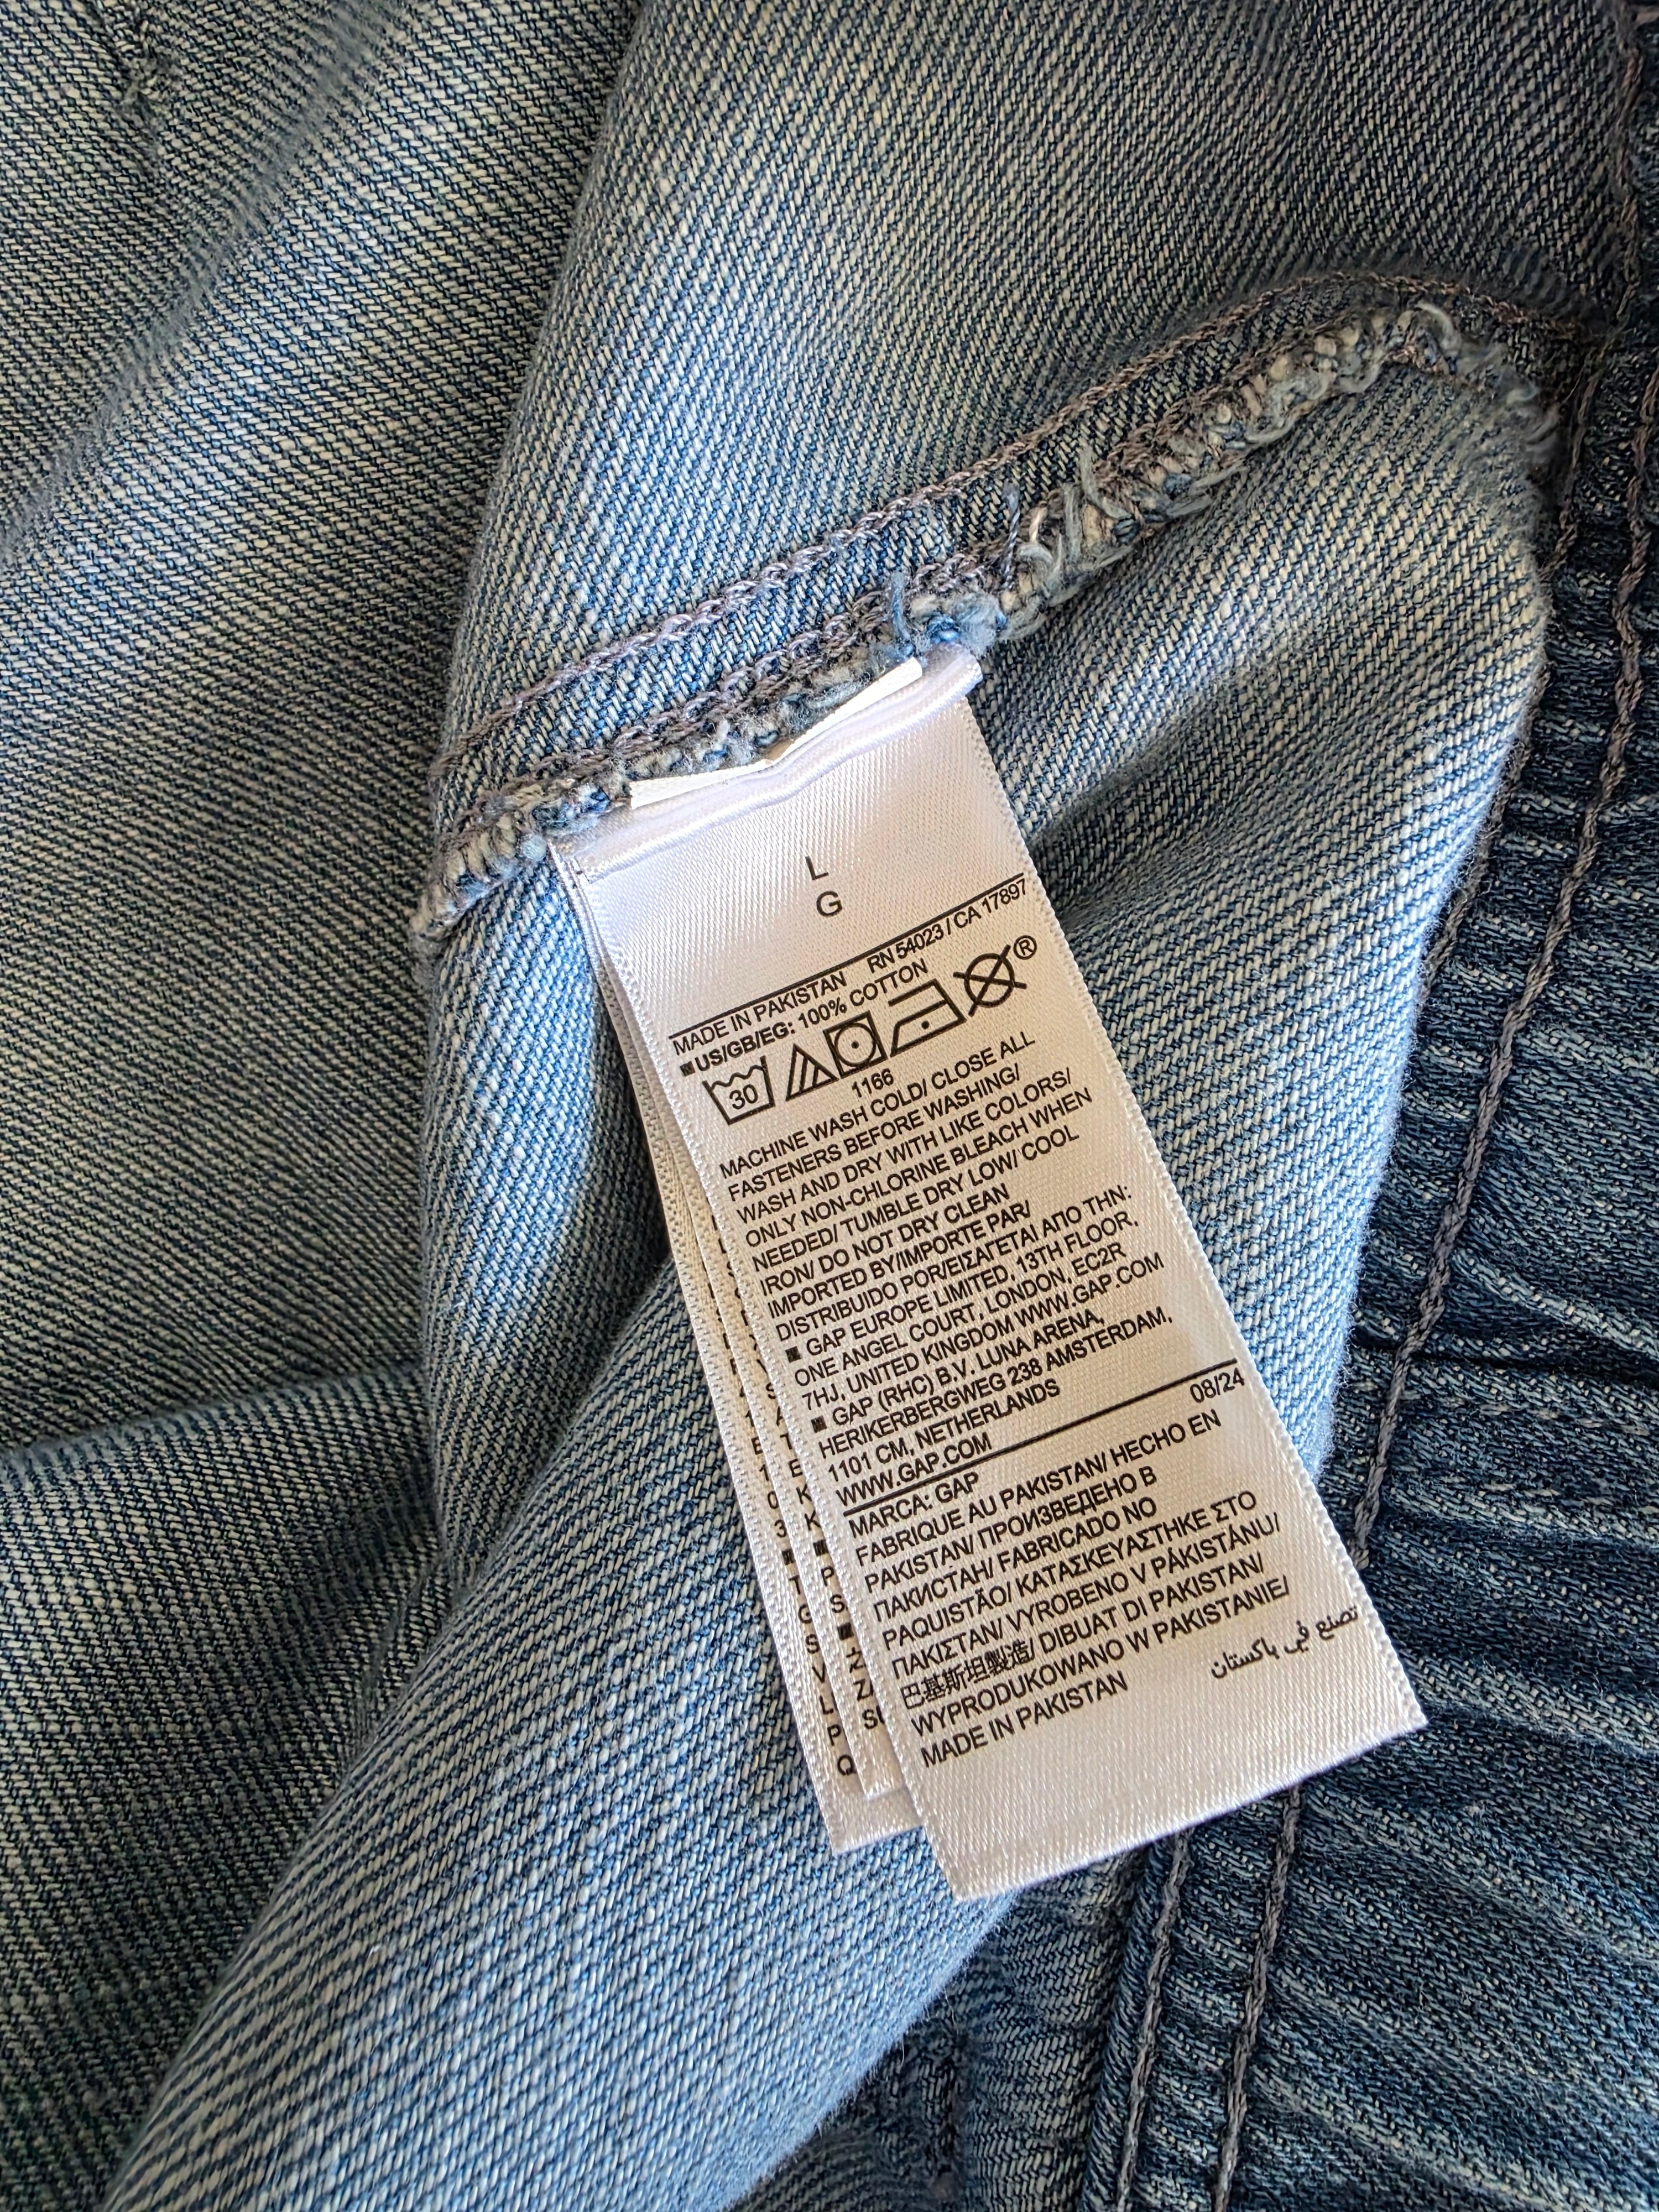 L
G
MADE IN PAKISTAN RN 54023 / CA 17897
■US/GB/EG: 100% COTTON
30 ®
1166
MACHINE WASH COLD/ CLOSE ALL
FASTENERS BEFORE WASHING/
WASH AND DRY WITH LIKE COLORS/
ONLY NON-CHLORINE BLEACH WHEN
NEEDED/ TUMBLE DRY LOW/ COOL
IRON/ DO NOT DRY CLEAN
IMPORTED BY/IMPORTE PAR/
DISTRIBUIDO POR/ΕΙΣΑΓΕΤΑΙ ΑΠΟ ΤΗΝ:
■ GAP EUROPE LIMITED, 13TH FLOOR,
ONE ANGEL COURT, LONDON, EC2R
7HJ, UNITED KINGDOM WWW.GAP.COM
■ GAP (RHC) B.V. LUNA ARENA,
HERIKERBERGWEG 238 AMSTERDAM,
1101 CM, NETHERLANDS
WWW.GAP.COM
08/24
MARCA: GAP
FABRIQUE AU PAKISTAN/ HECHO EN
PAKISTAN/ ПРОИЗВЕДЕНО В
ПАКИСТАН/ FABRICADO NO
PAQUISTÃO/ ΚΑΤΑΣΚΕΥΑΣΤΗΚΕ ΣΤΟ
ΠΑΚΙΣΤΑΝ/ VYROBENO V PÁKISTÁNU/
巴基斯坦製造/ DIBUAT DI PAKISTAN/
WYPRODUKOWANO W PAKISTANIE/
MADE IN PAKISTAN
تصنع في باكستان